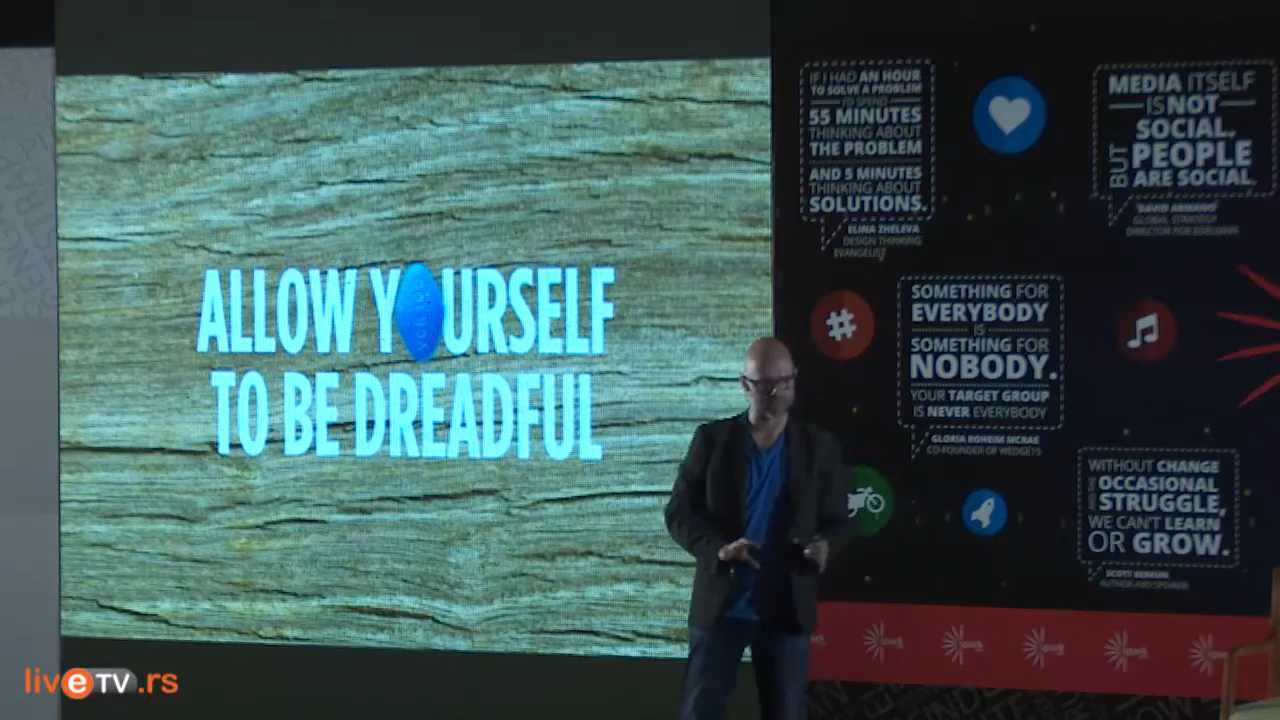 ALLOW YOURSELF
TO BE DREADFUL
IF I HAD AN HOUR
TO SOLVE A PROBLEM
I'D SPEND
55 MINUTES
THINKING ABOUT
THE PROBLEM
AND 5 MINUTES
THINKING ABOUT
SOLUTIONS.
ELINA ZHELEVA
DESIGN THINKING
EVANGELIST
MEDIA ITSELF
IS NOT
SOCIAL.
BUT PEOPLE
ARE SOCIAL.
GLOBAL STRATEGY
SOMETHING FOR
EVERYBODY
IS
SOMETHING FOR
NOBODY.
YOUR TARGET GROUP
IS NEVER EVERYBODY
GLORIA ROHEIM MCRAE
CO-FOUNDER OF WEDGE15
WITHOUT CHANGE
OCCASIONAL
STRUGGLE,
WE CAN'T LEARN
OR GROW.
SCOTT BERKUN
AUTHOR AND SPEAKER
spark
spark
spark
spark
liveTV.rs